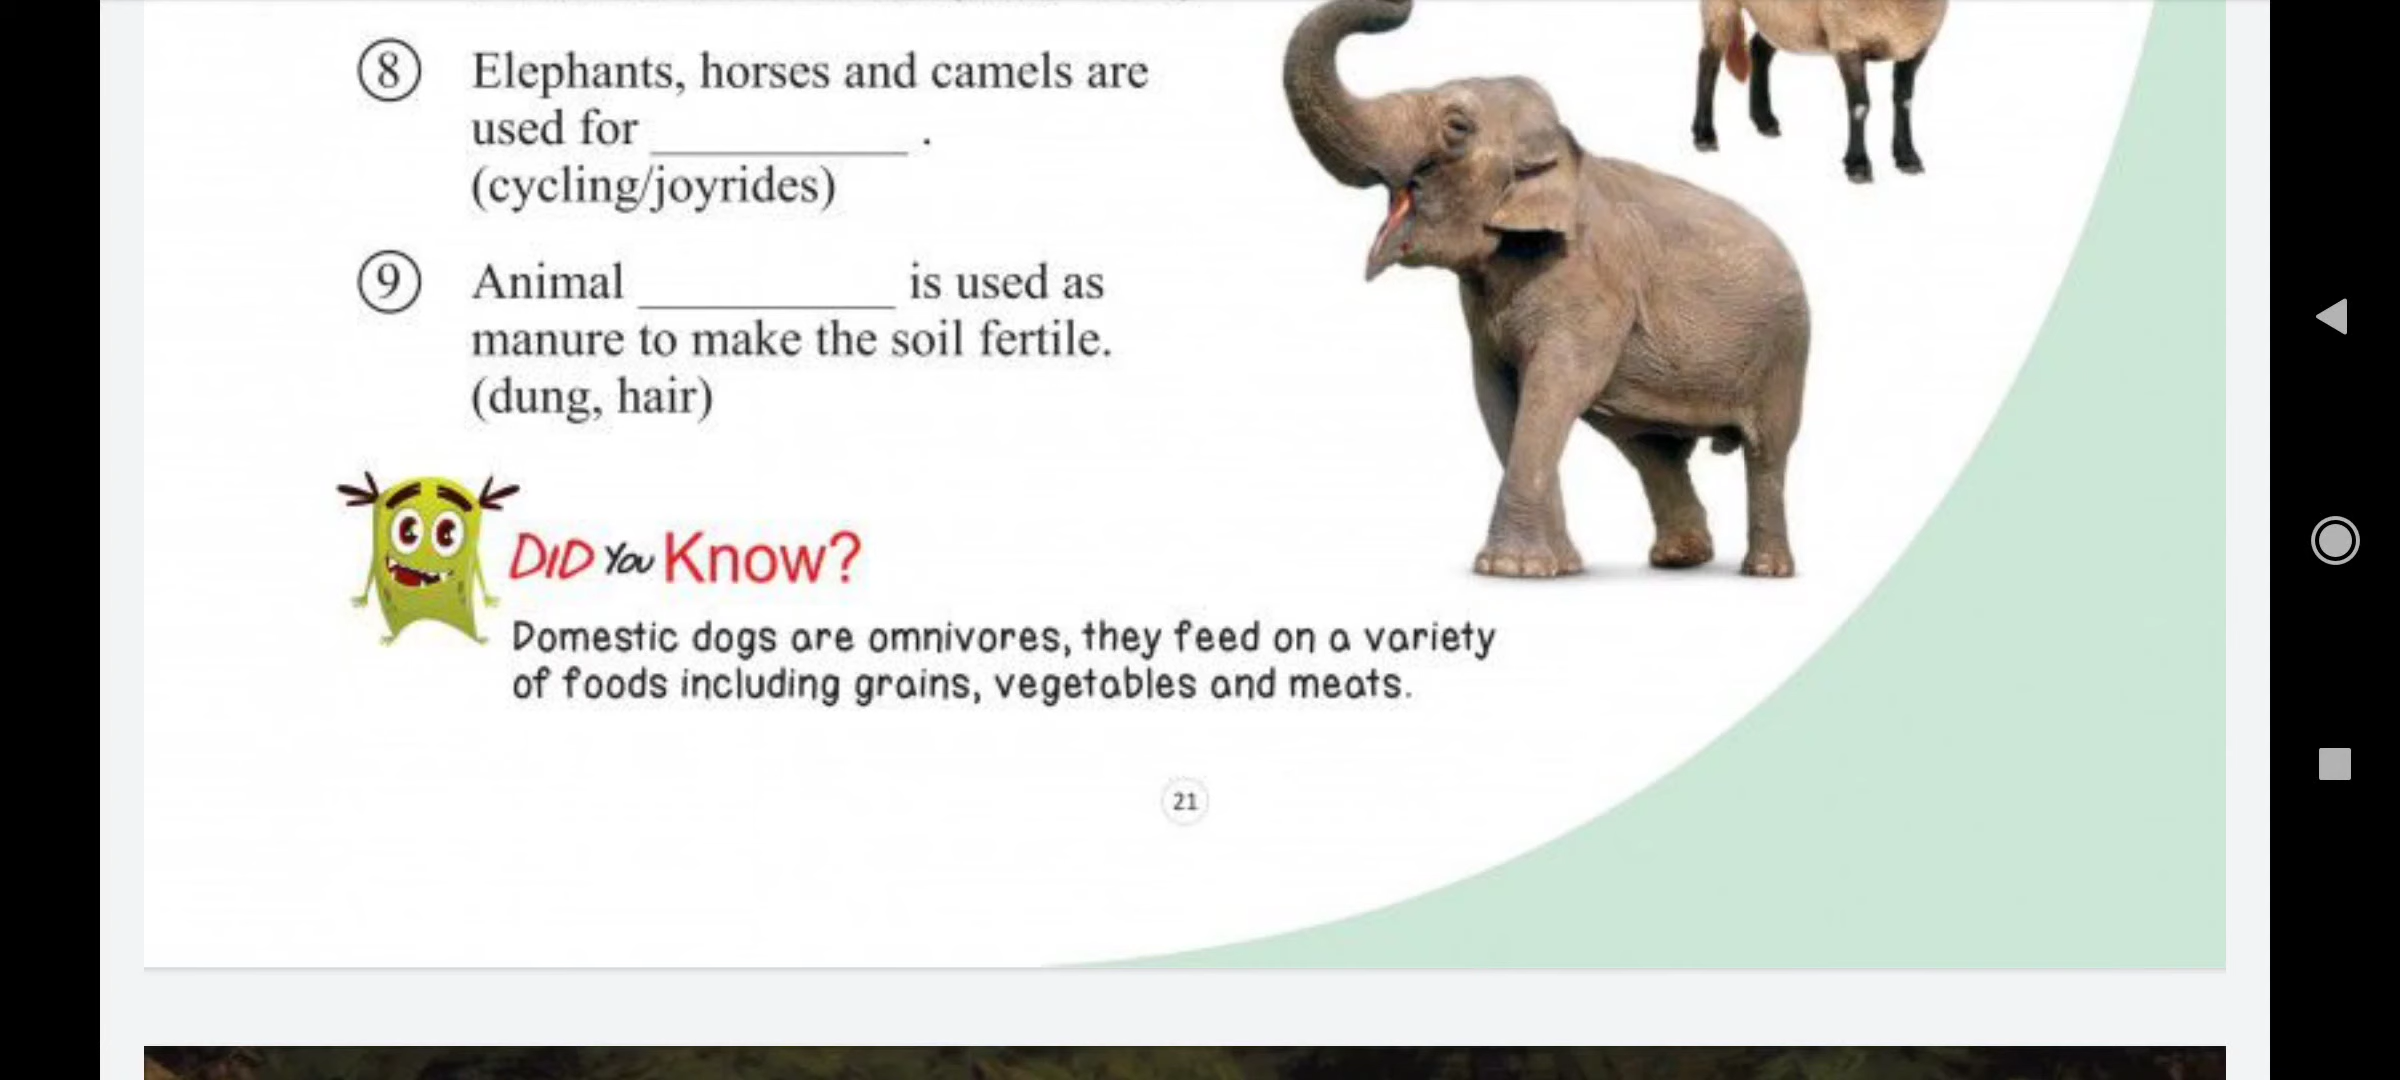 8 Elephants, horses and camels are
used for __________ .
(cycling/joyrides)
9 Animal __________ is used as
manure to make the soil fertile.
(dung, hair)
DID You Know?
Domestic dogs are omnivores, they feed on a variety
of foods including grains, vegetables and meats.
21